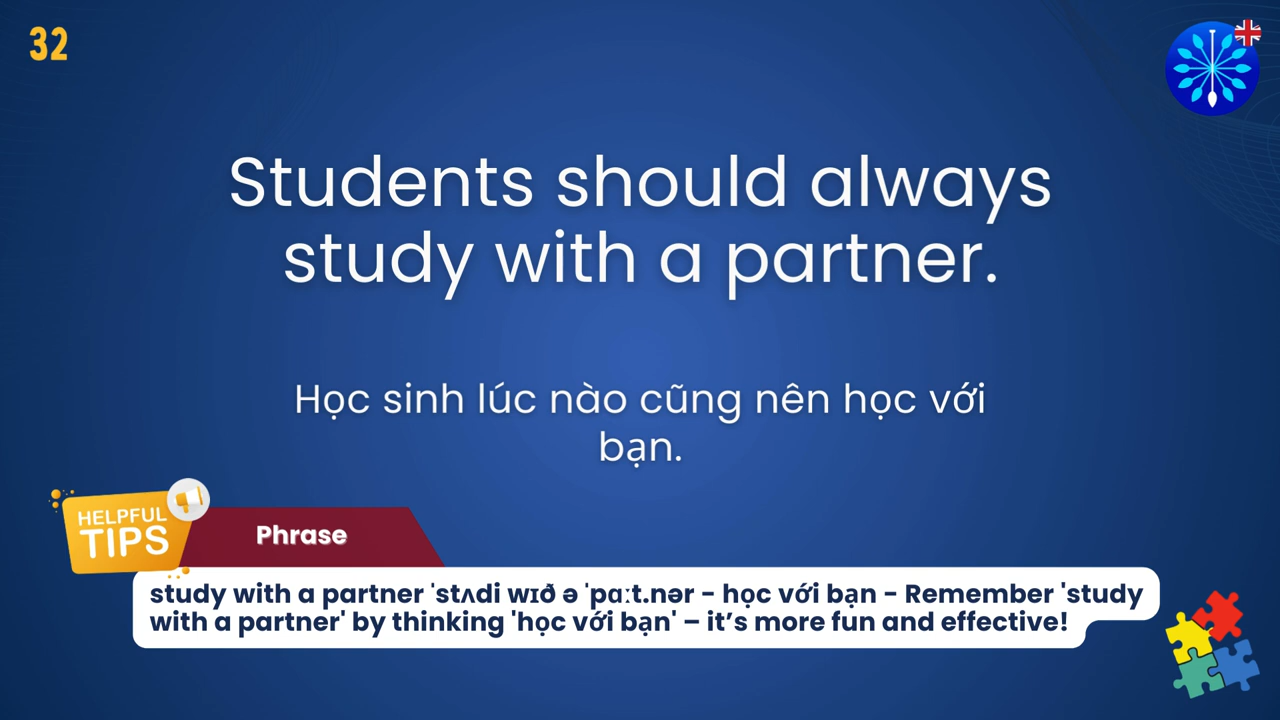 32
Students should always
study with a partner.
Học sinh lúc nào cũng nên học với
bạn.
HELPFUL
TIPS
Phrase
study with a partner ˈstʌdi wɪð ə ˈpɑːt.nər - học với bạn - Remember 'study
with a partner' by thinking 'học với bạn' – it’s more fun and effective!